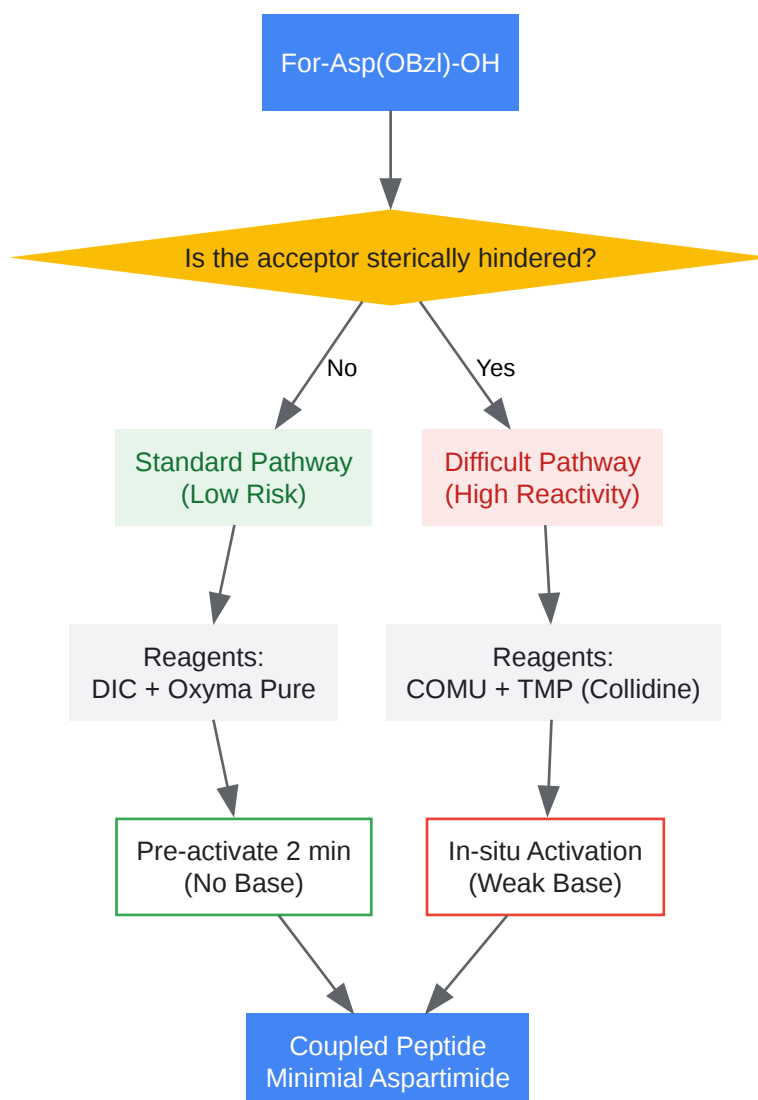 For-Asp(OBzl)-OH
Is the acceptor sterically hindered?
No
Yes
Standard Pathway
(Low Risk)
Difficult Pathway
(High Reactivity)
Reagents:
DIC + Oxyma Pure
Reagents:
COMU + TMP (Collidine)
Pre-activate 2 min
(No Base)
In-situ Activation
(Weak Base)
Coupled Peptide
Minimial Aspartimide